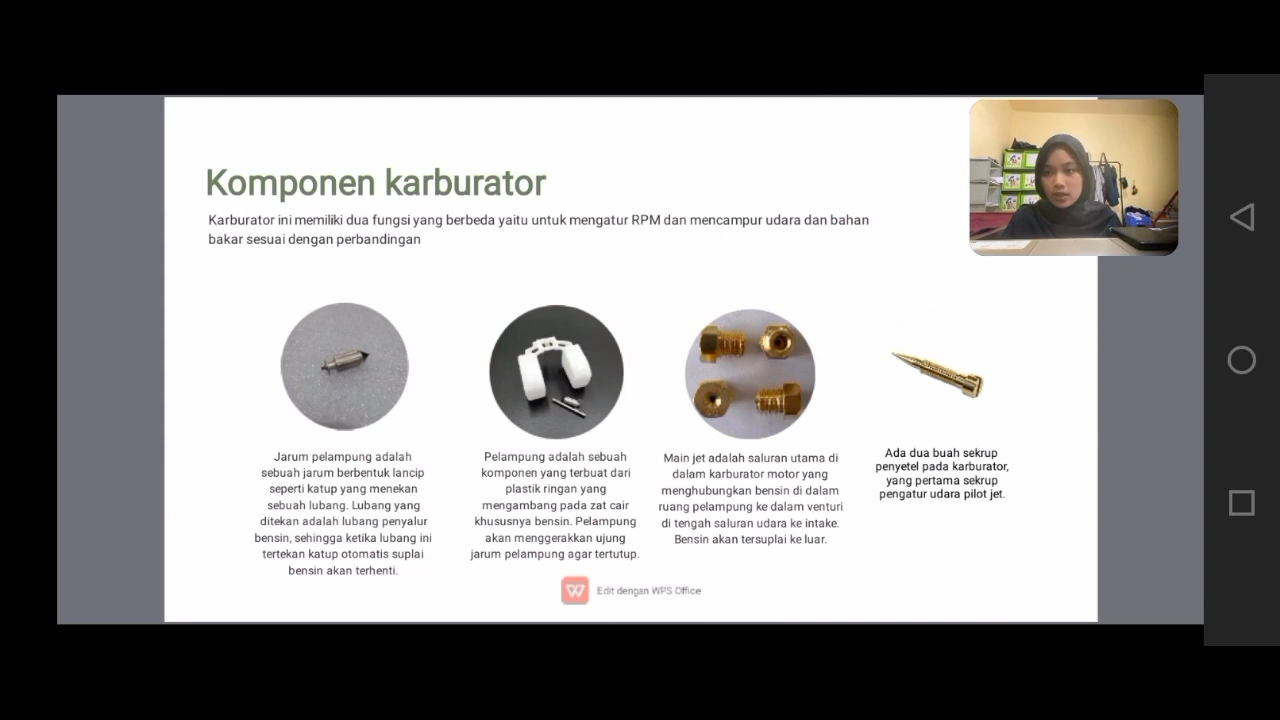 Komponen karburator
Karburator ini memiliki dua fungsi yang berbeda yaitu untuk mengatur RPM dan mencampur udara dan bahan
bakar sesuai dengan perbandingan
Jarum pelampung adalah
sebuah jarum berbentuk lancip
seperti katup yang menekan
sebuah lubang. Lubang yang
ditekan adalah lubang penyalur
bensin, sehingga ketika lubang ini
tertekan katup otomatis suplai
bensin akan terhenti.
Pelampung adalah sebuah
komponen yang terbuat dari
plastik ringan yang
mengambang pada zat cair
khususnya bensin. Pelampung
akan menggerakkan ujung
jarum pelampung agar tertutup.
Main jet adalah saluran utama di
dalam karburator motor yang
menghubungkan bensin di dalam
ruang pelampung ke dalam venturi
di tengah saluran udara ke intake.
Bensin akan tersuplai ke luar.
Ada dua buah sekrup
penyetel pada karburator,
yang pertama sekrup
pengatur udara pilot jet.
W Edit dengan WPS Office